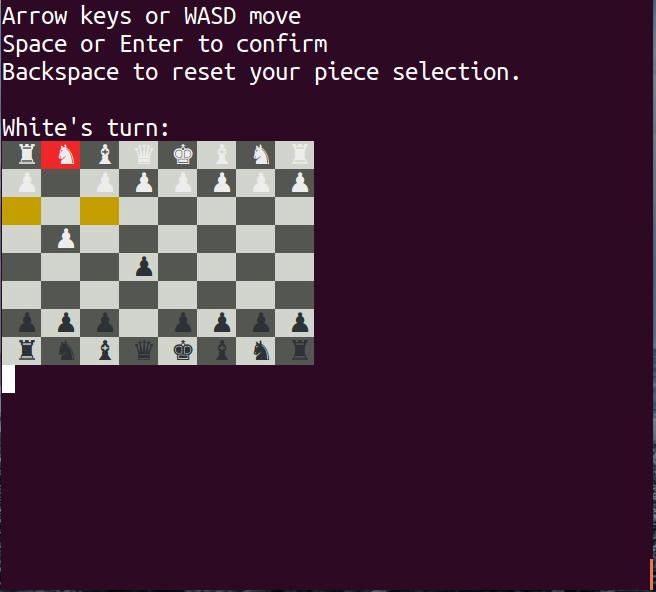 Arrow keys or WASD move
Space or Enter to confirm
Backspace to reset your piece selection.
White's turn: